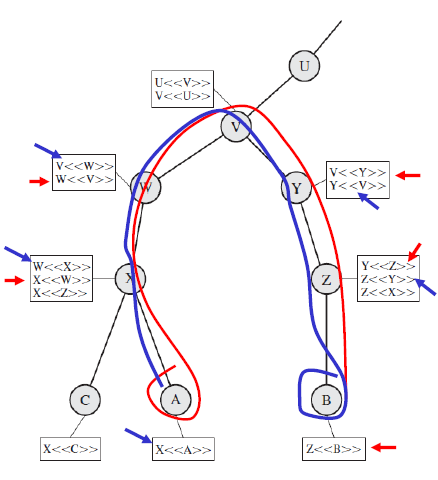 U
U<<V>>
V<<U>>
V
V<<W>>
W<<V>>
W
Y
V<<Y>>
Y<<V>>
W<<X>>
X<<W>>
X<<Z>>
X
Z
Y<<Z>>
Z<<Y>>
Z<<X>>
C
A
B
X<<C>>
X<<A>>
Z<<B>>